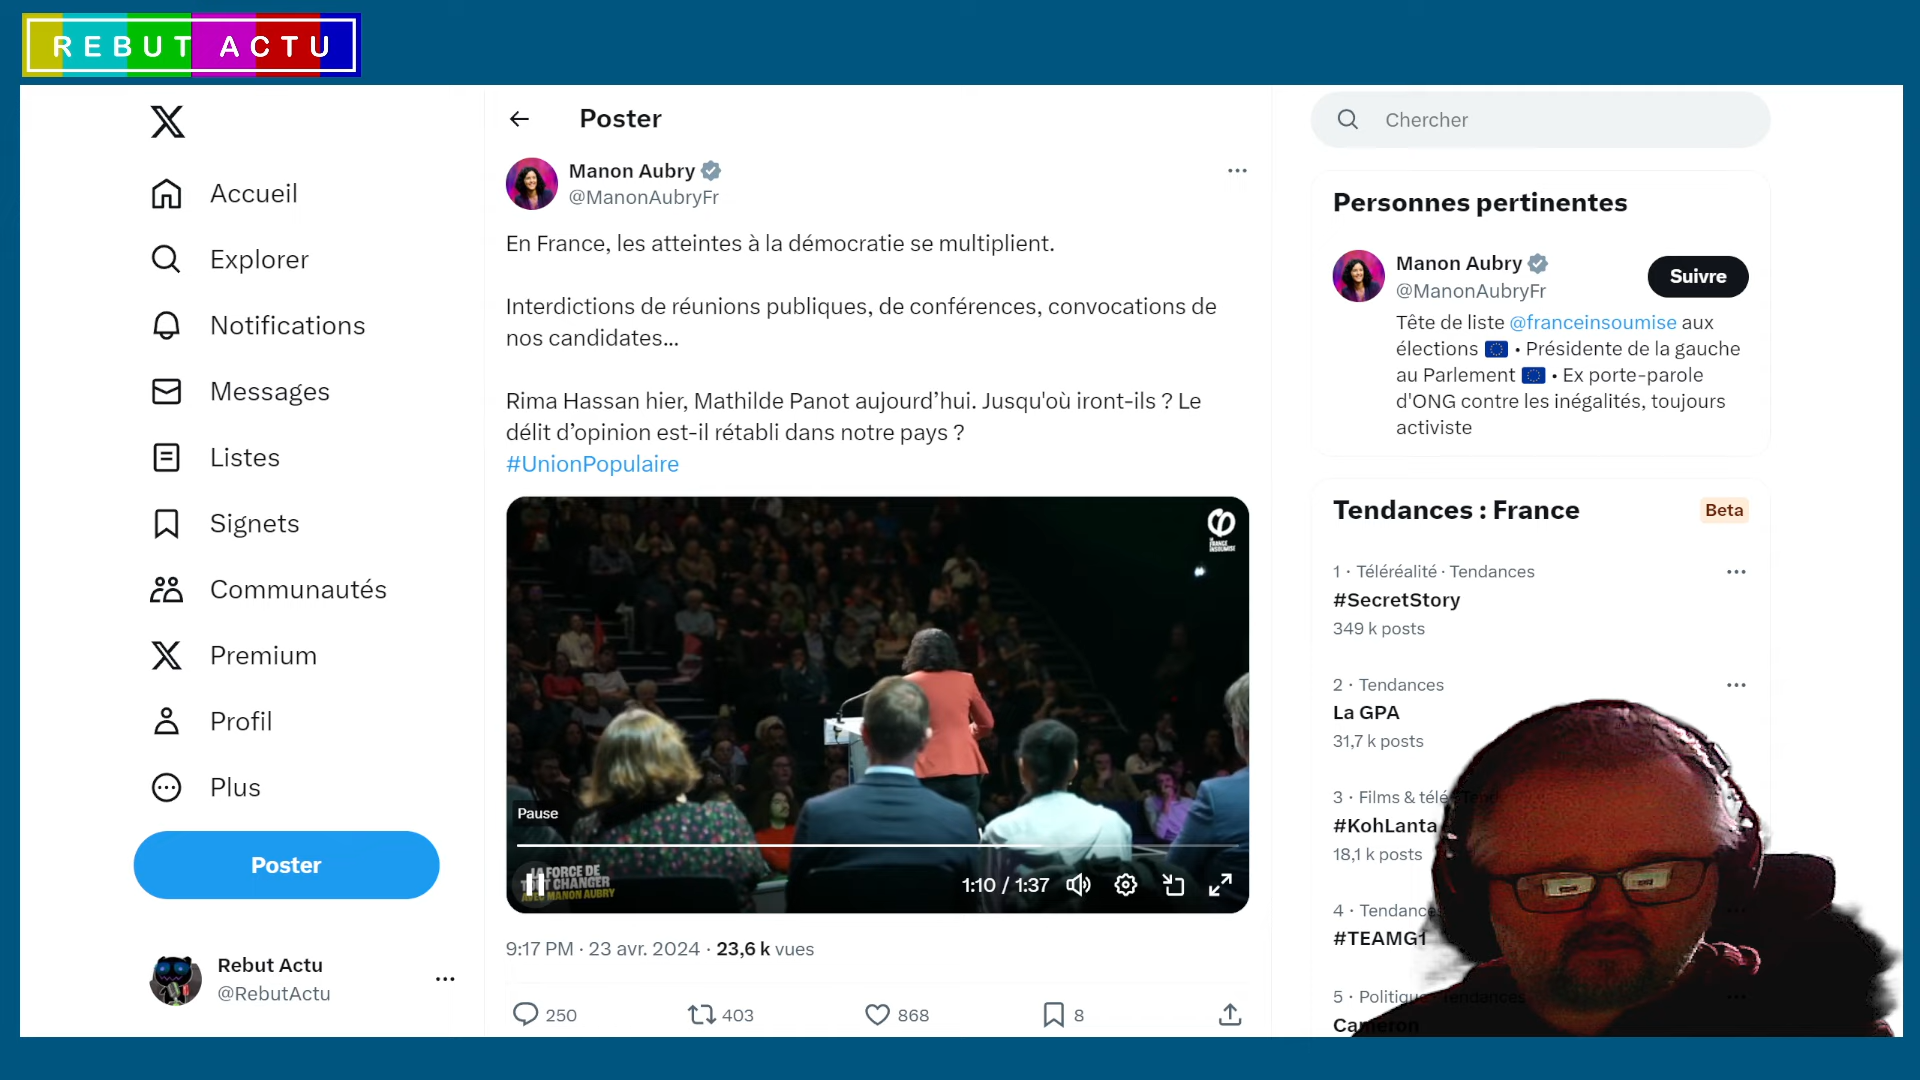 REBUT ACTU
Accueil
Explorer
Notifications
Messages
Listes
Signets
Communautés
Premium
Profil
Plus
Poster
Rebut Actu
@RebutActu
Poster
Manon Aubry
@ManonAubryFr
En France, les atteintes à la démocratie se multiplient.
Interdictions de réunions publiques, de conférences, convocations de
nos candidates...
Rima Hassan hier, Mathilde Panot aujourd’hui. Jusqu'où iront-ils ? Le
délit d’opinion est-il rétabli dans notre pays ?
#UnionPopulaire
LA
FRANCE
INSOUMISE
Pause
LA FORCE DE
TOUT CHANGER
AVEC MANON AUBRY
1:10 / 1:37
9:17 PM · 23 avr. 2024 · 23,6 k vues
250
403
868
8
Chercher
Personnes pertinentes
Manon Aubry
@ManonAubryFr
Suivre
Tête de liste @franceinsoumise aux
élections 🇪🇺 • Présidente de la gauche
au Parlement 🇪🇺 • Ex porte-parole
d'ONG contre les inégalités, toujours
activiste
Tendances : France
Beta
1 · Téléréalité · Tendances
#SecretStory
349 k posts
2 · Tendances
La GPA
31,7 k posts
3 · Films & télé
#KohLanta
18,1 k posts
4 · Tendances
#TEAMG1
5 · Politique · Tendances
Cameron